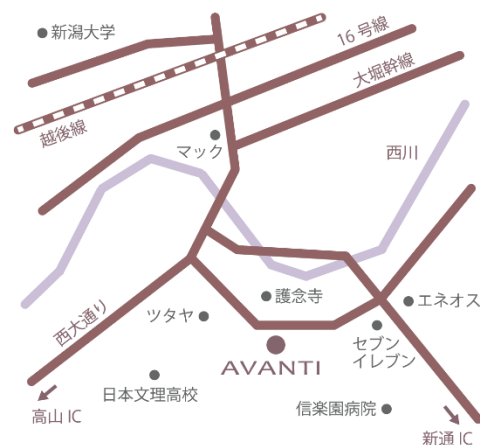 新潟大学
16号線
大堀幹線
越後線
マック
西川
護念寺
エネオス
西大通り
ツタヤ
セブン
イレブン
AVANTI
日本文理高校
信楽園病院
高山 IC
新通 IC